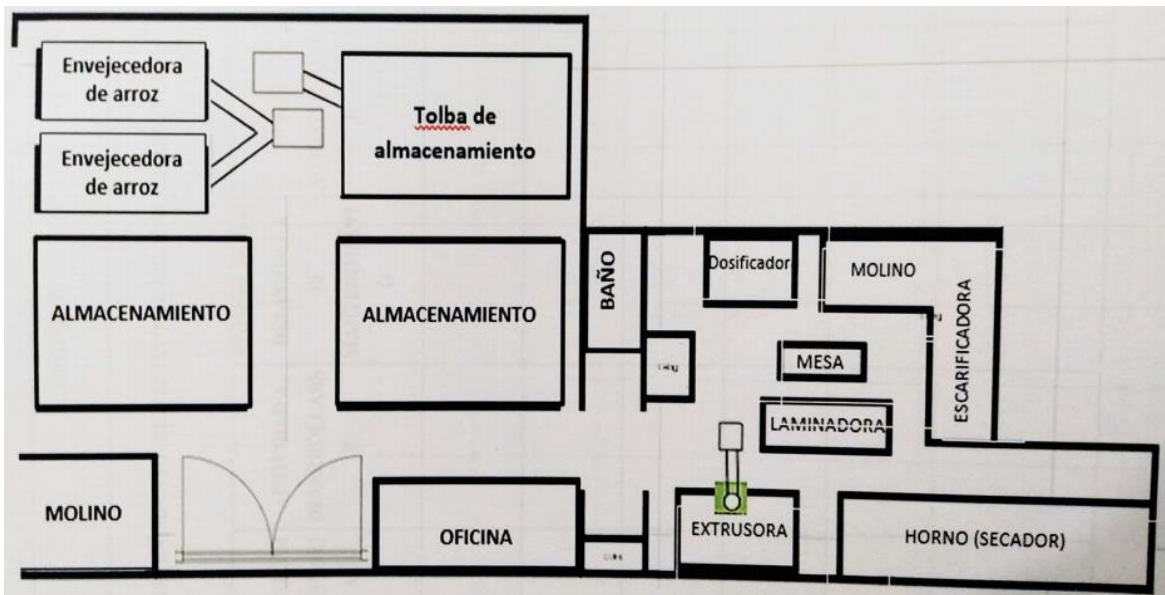 Envejecedora
de arroz
Tolba de
almacenamiento
Envejecedora
de arroz
ALMACENAMIENTO
ALMACENAMIENTO
BAÑO
Dosificador
MOLINO
ESCARIFICADORA
MESA
LAMINADORA
MOLINO
OFICINA
EXTRUSORA
HORNO (SECADOR)